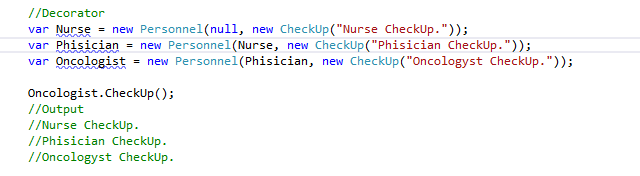 //Decorator
var Nurse = new Personnel(null, new CheckUp("Nurse CheckUp."));
var Phisician = new Personnel(Nurse, new CheckUp("Phisician CheckUp."));
var Oncologist = new Personnel(Phisician, new CheckUp("Oncologyst CheckUp."));
Oncologist.CheckUp();
//Output
//Nurse CheckUp.
//Phisician CheckUp.
//Oncologyst CheckUp.